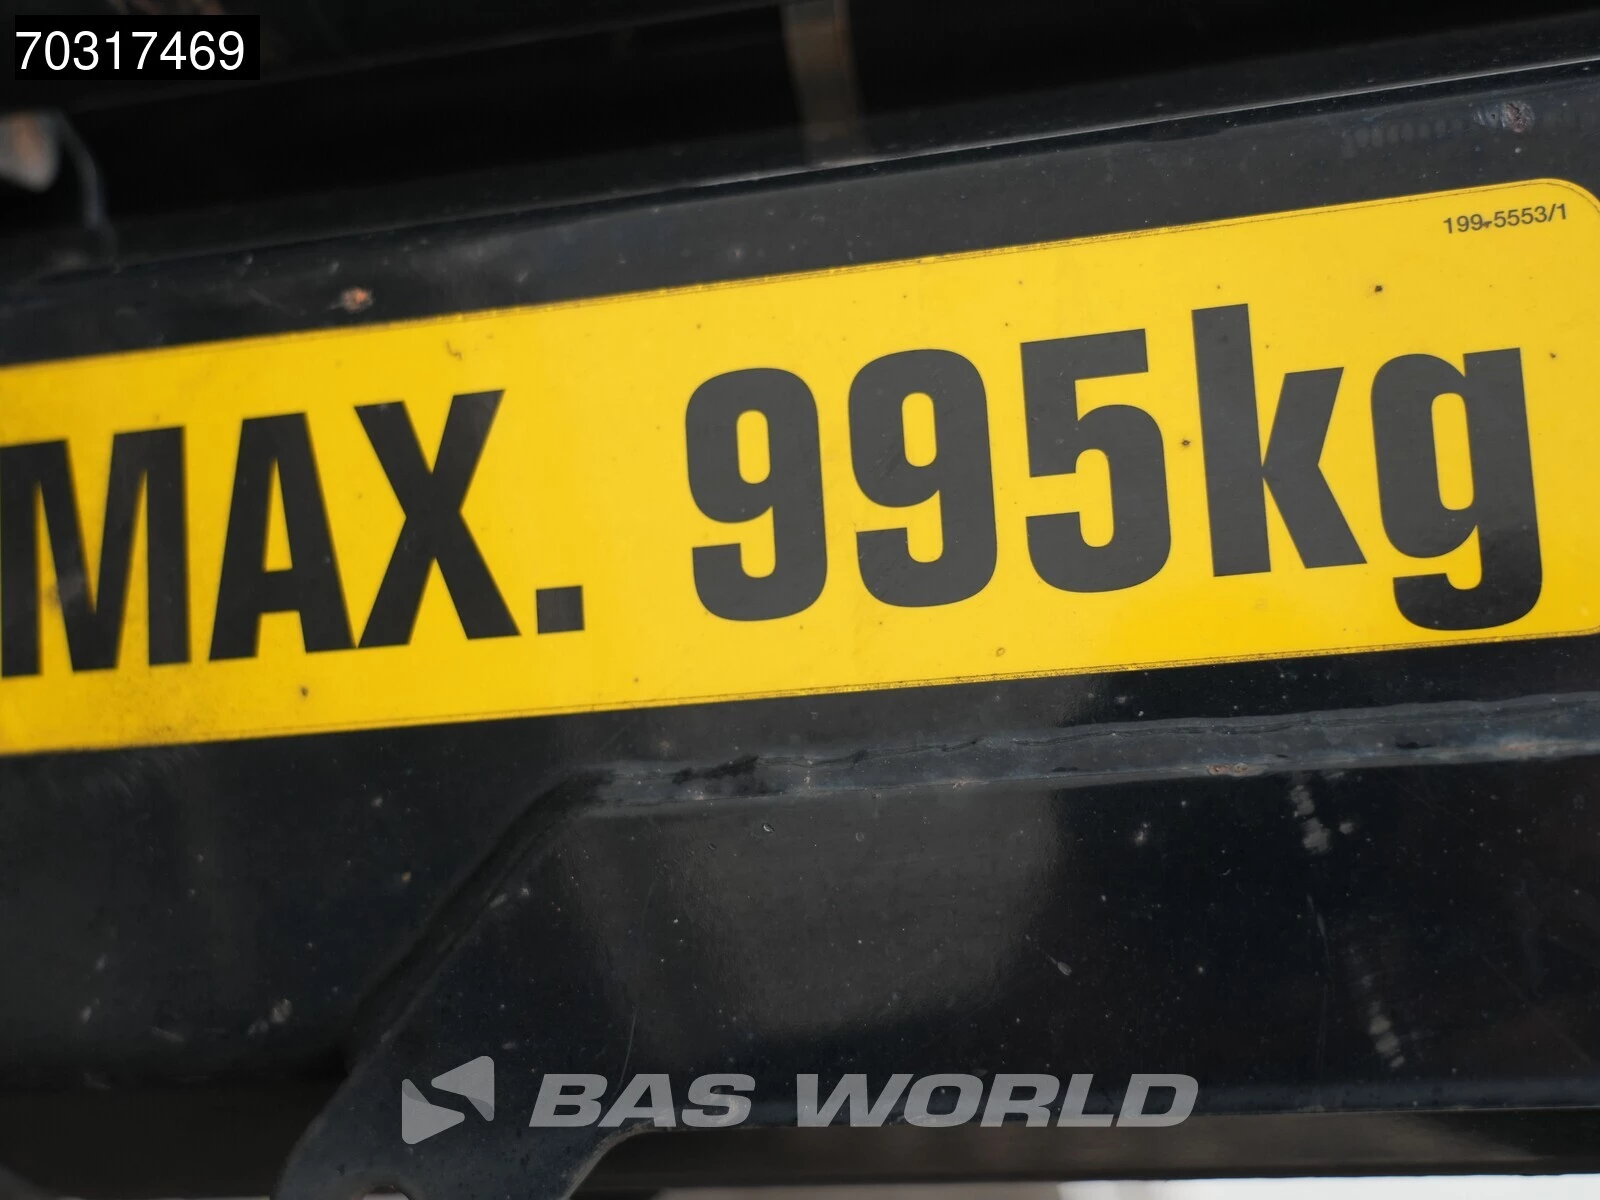 70317469
199-5553/1
MAX. 995kg
BAS WORLD